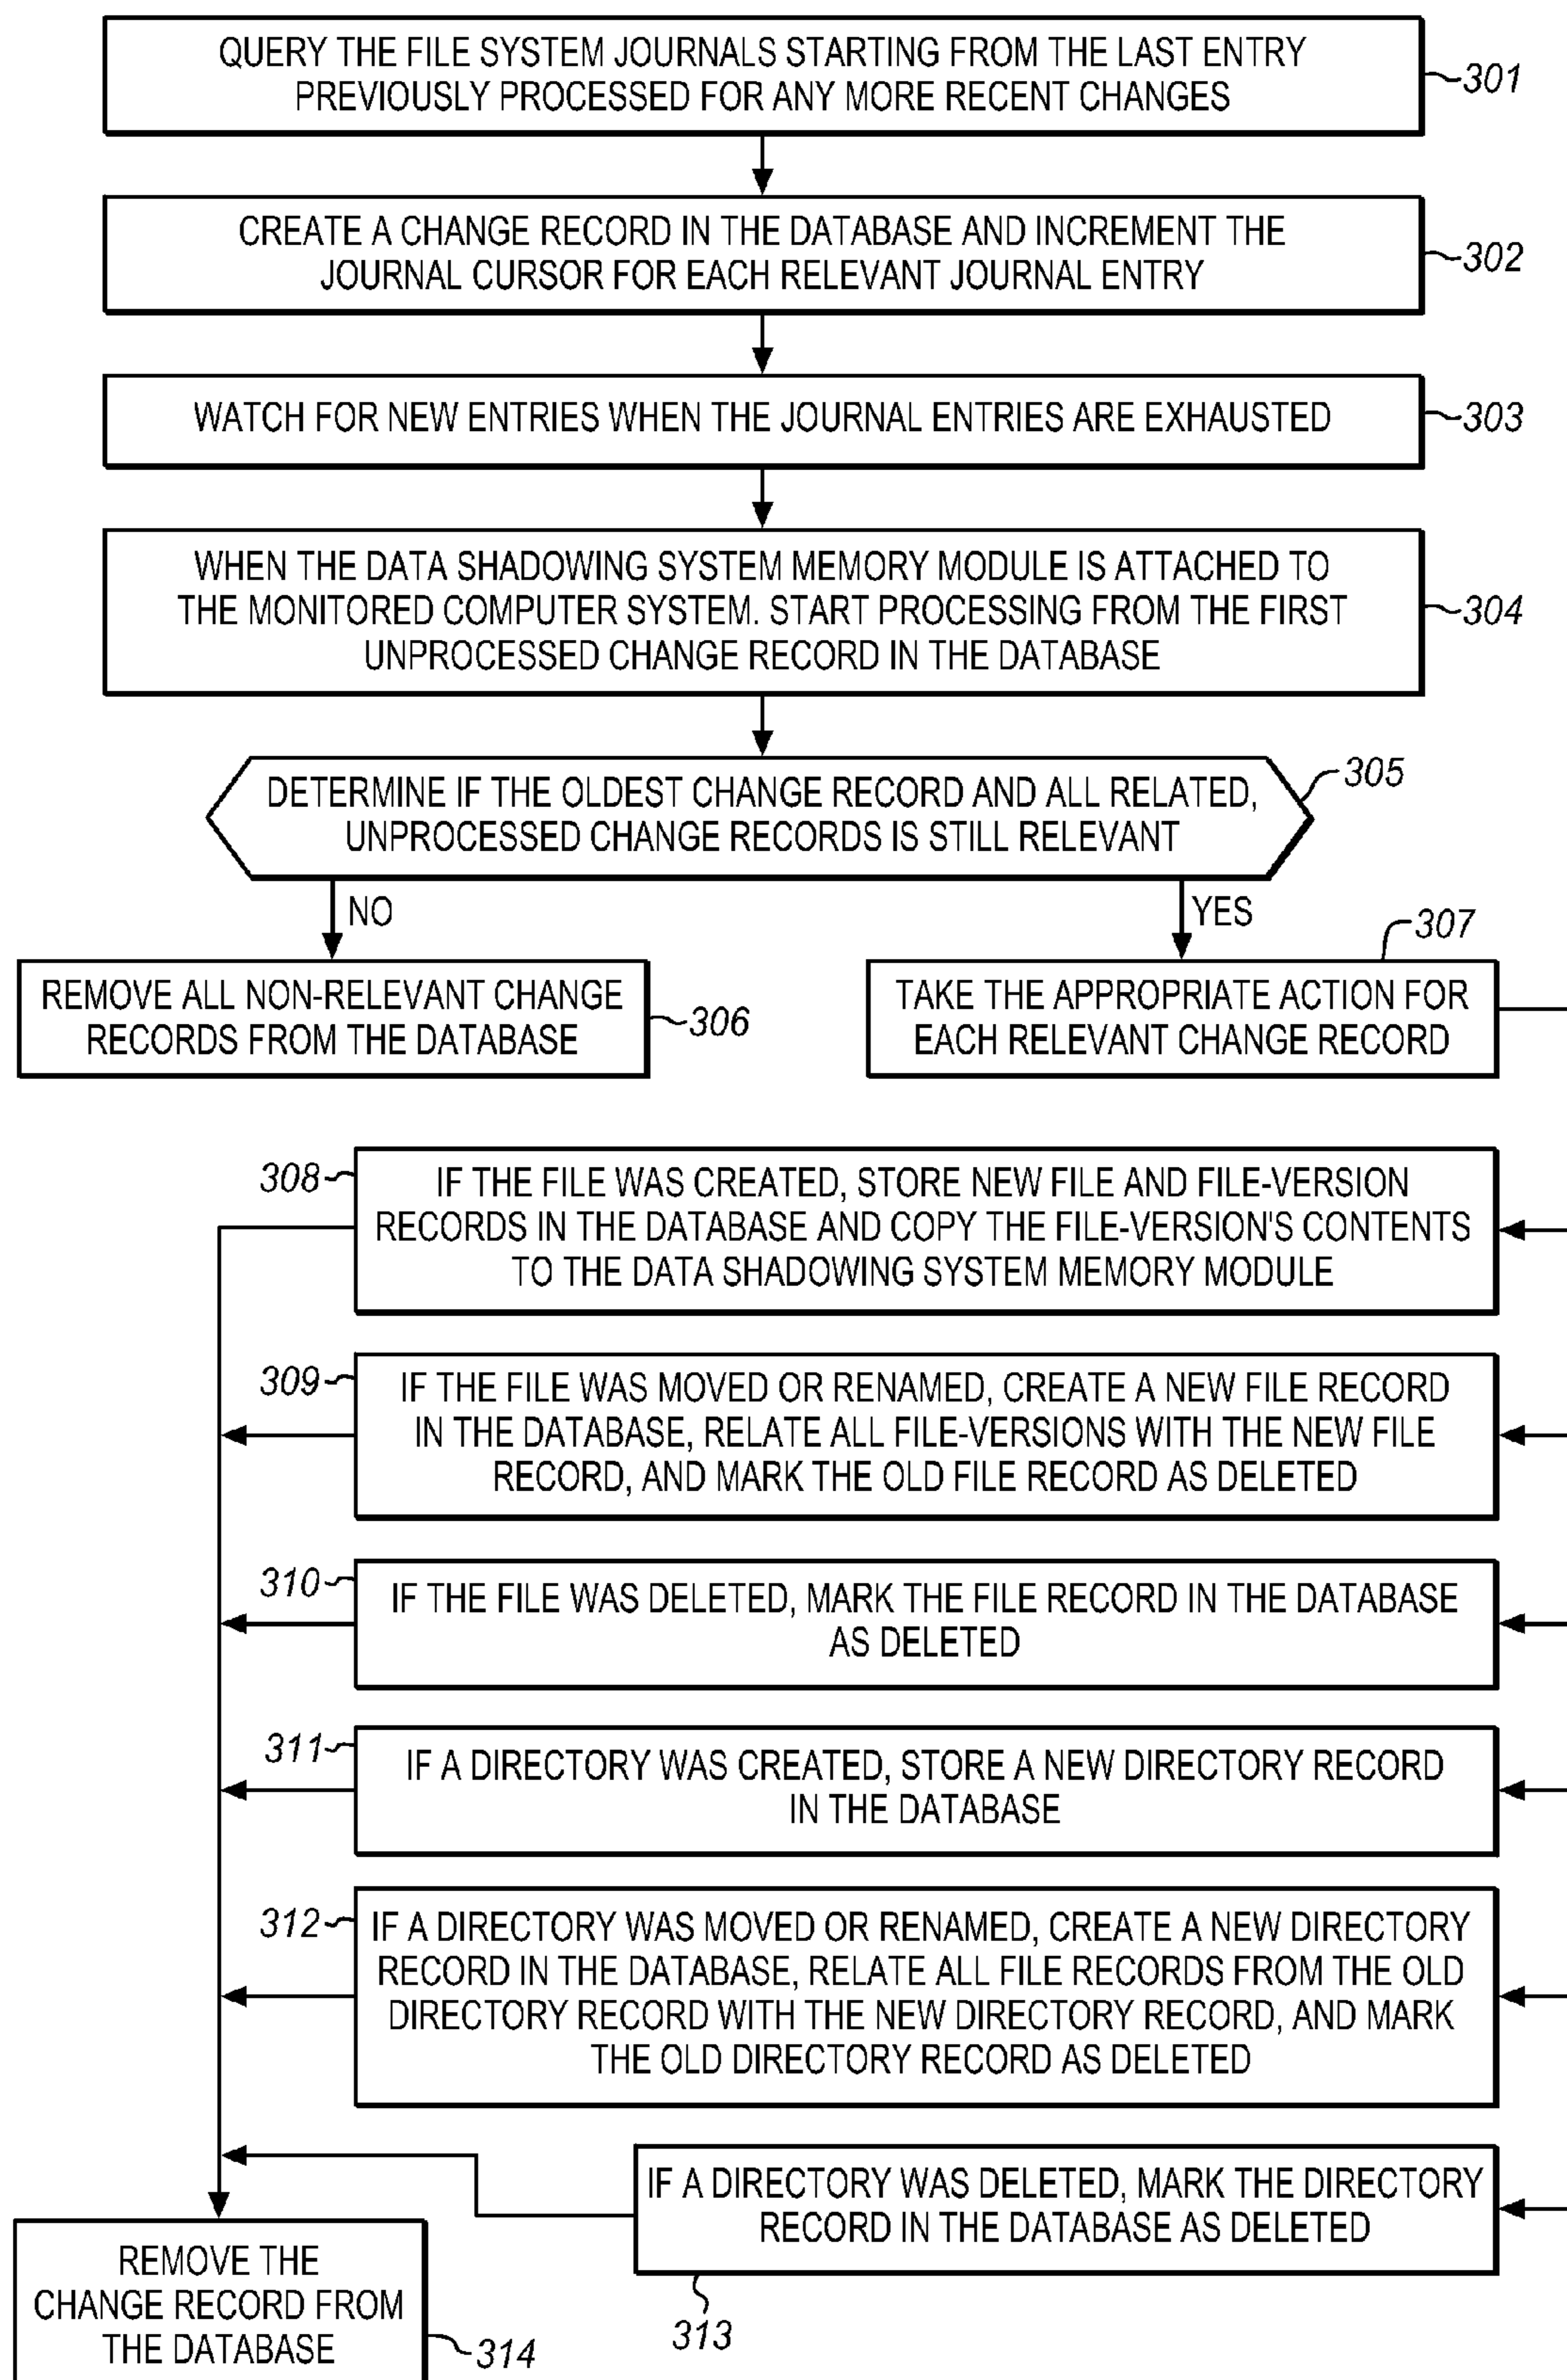 QUERY THE FILE SYSTEM JOURNALS STARTING FROM THE LAST ENTRY
PREVIOUSLY PROCESSED FOR ANY MORE RECENT CHANGES
301
CREATE A CHANGE RECORD IN THE DATABASE AND INCREMENT THE
JOURNAL CURSOR FOR EACH RELEVANT JOURNAL ENTRY
302
WATCH FOR NEW ENTRIES WHEN THE JOURNAL ENTRIES ARE EXHAUSTED
303
WHEN THE DATA SHADOWING SYSTEM MEMORY MODULE IS ATTACHED TO
THE MONITORED COMPUTER SYSTEM. START PROCESSING FROM THE FIRST
UNPROCESSED CHANGE RECORD IN THE DATABASE
304
DETERMINE IF THE OLDEST CHANGE RECORD AND ALL RELATED,
UNPROCESSED CHANGE RECORDS IS STILL RELEVANT
305
NO
YES
REMOVE ALL NON-RELEVANT CHANGE
RECORDS FROM THE DATABASE
306
TAKE THE APPROPRIATE ACTION FOR
EACH RELEVANT CHANGE RECORD
307
308
IF THE FILE WAS CREATED, STORE NEW FILE AND FILE-VERSION
RECORDS IN THE DATABASE AND COPY THE FILE-VERSION'S CONTENTS
TO THE DATA SHADOWING SYSTEM MEMORY MODULE
309
IF THE FILE WAS MOVED OR RENAMED, CREATE A NEW FILE RECORD
IN THE DATABASE, RELATE ALL FILE-VERSIONS WITH THE NEW FILE
RECORD, AND MARK THE OLD FILE RECORD AS DELETED
310
IF THE FILE WAS DELETED, MARK THE FILE RECORD IN THE DATABASE
AS DELETED
311
IF A DIRECTORY WAS CREATED, STORE A NEW DIRECTORY RECORD
IN THE DATABASE
312
IF A DIRECTORY WAS MOVED OR RENAMED, CREATE A NEW DIRECTORY
RECORD IN THE DATABASE, RELATE ALL FILE RECORDS FROM THE OLD
DIRECTORY RECORD WITH THE NEW DIRECTORY RECORD, AND MARK
THE OLD DIRECTORY RECORD AS DELETED
IF A DIRECTORY WAS DELETED, MARK THE DIRECTORY
RECORD IN THE DATABASE AS DELETED
313
REMOVE THE
CHANGE RECORD FROM
THE DATABASE
314